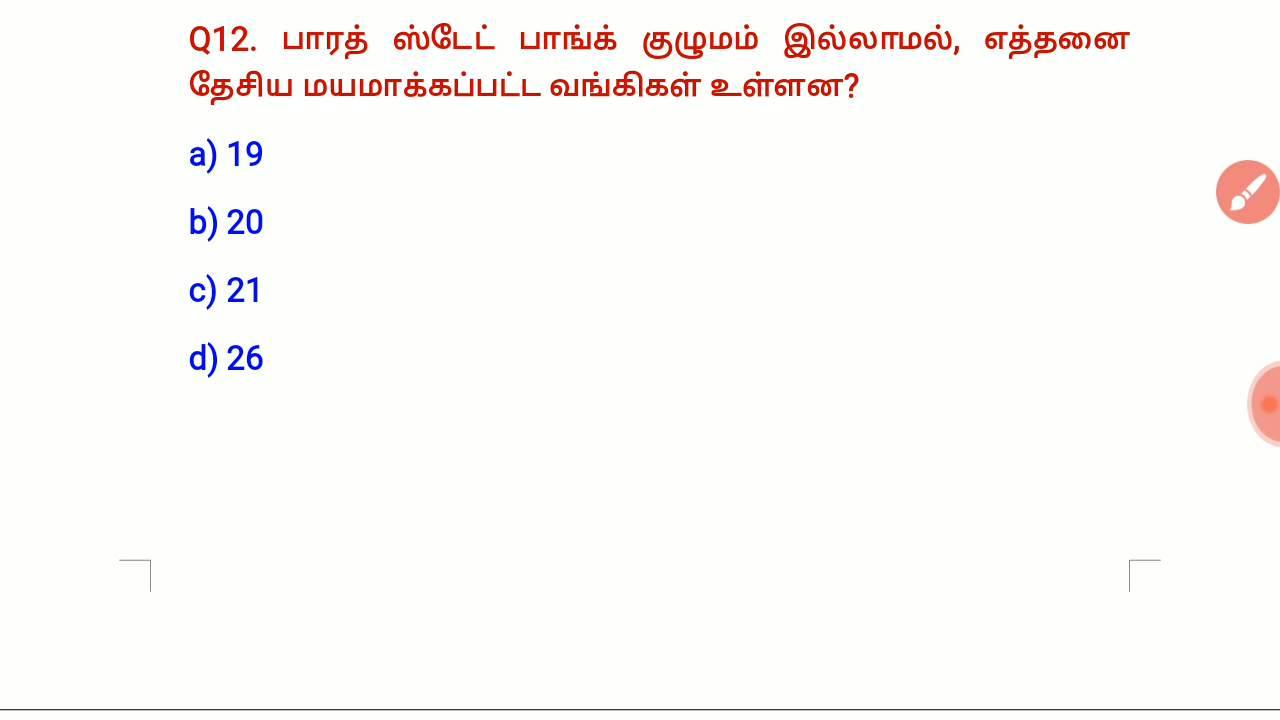 Q12. பாரத் ஸ்டேட் பாங்க் குழுமம் இல்லாமல், எத்தனை
தேசிய மயமாக்கப்பட்ட வங்கிகள் உள்ளன?
a) 19
b) 20
c) 21
d) 26